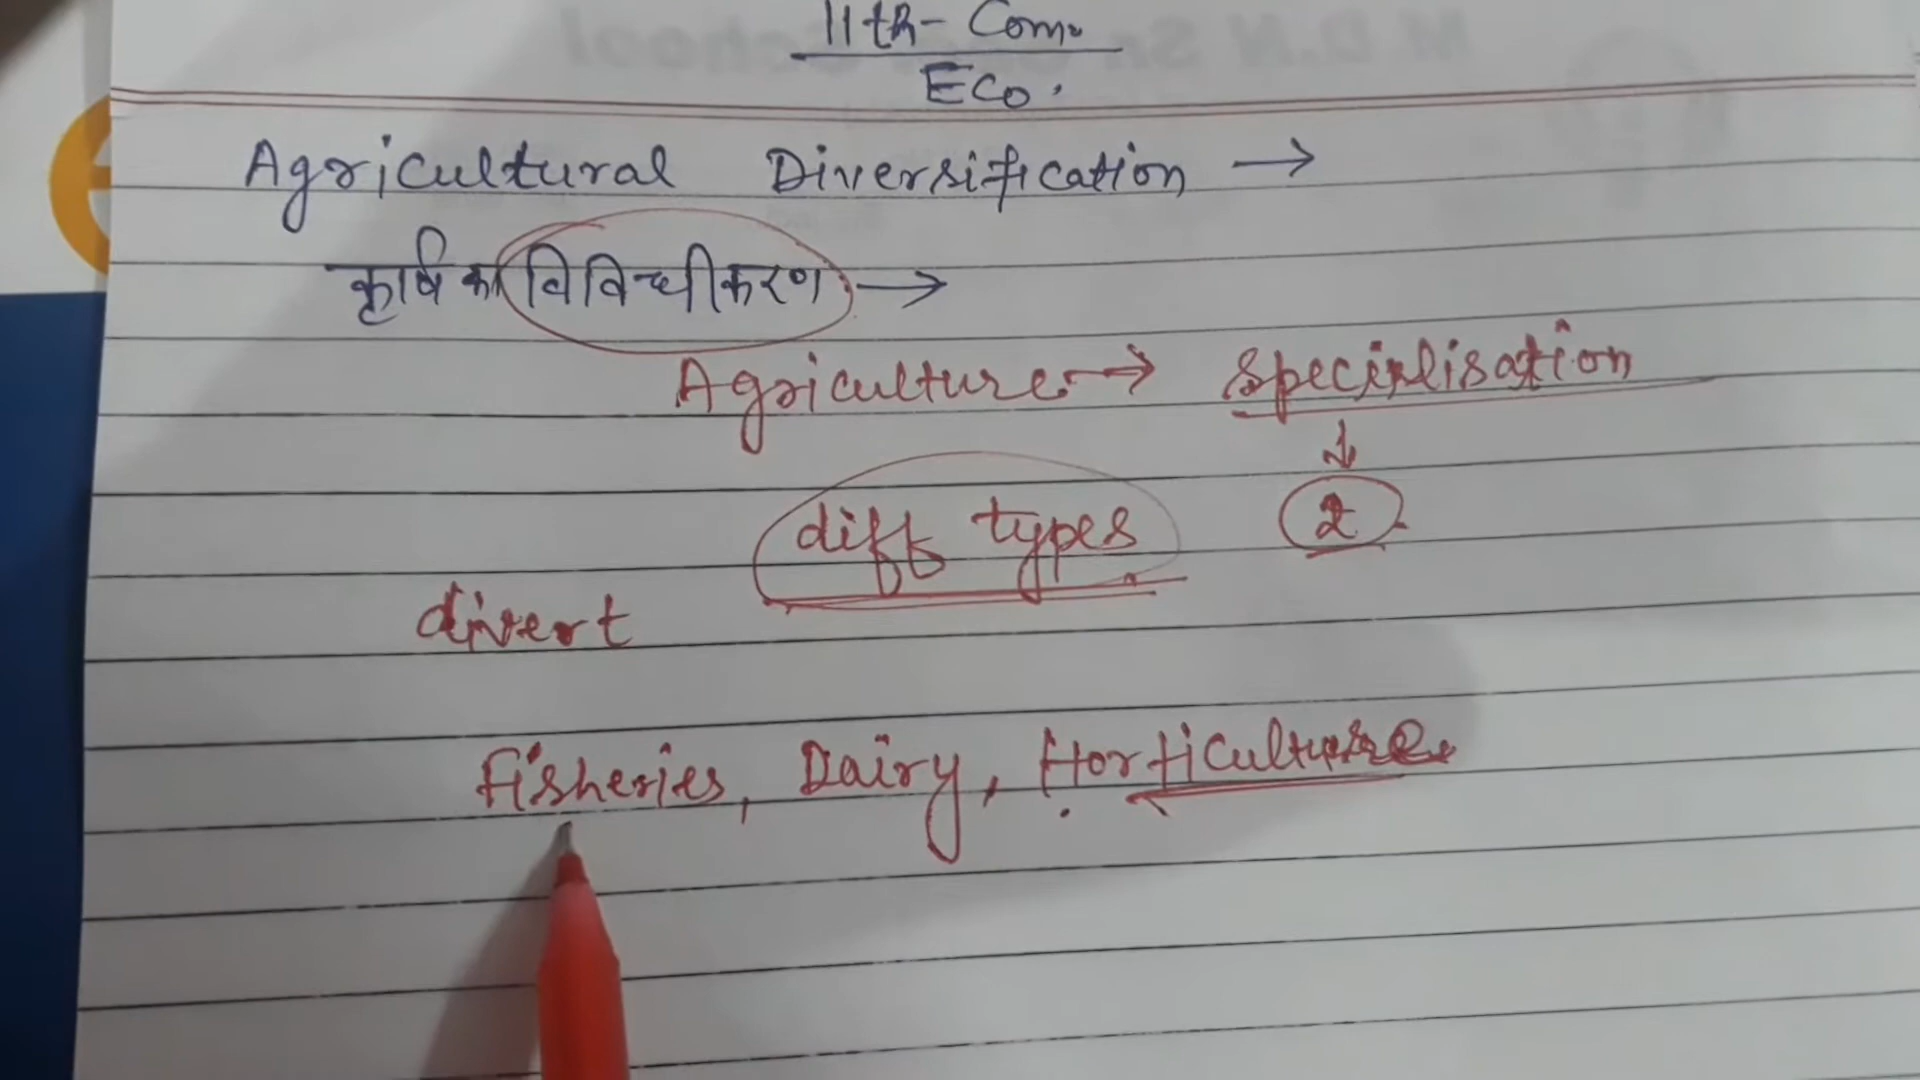 11th - Com.
Eco.
Agricultural Diversification →
कृषि का विविधीकरण →
Agriculture → Specialisation
↓
diff types 2
divert
Fisheries, Dairy, Horticulture